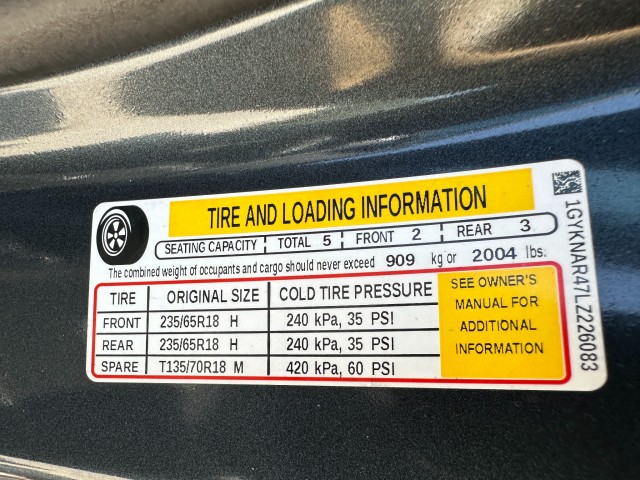 TIRE AND LOADING INFORMATION
SEATING CAPACITY TOTAL 5 FRONT 2 REAR 3
The combined weight of occupants and cargo should never exceed 909 kg or 2004 lbs.
TIRE ORIGINAL SIZE COLD TIRE PRESSURE
FRONT 235/65R18 H 240 kPa, 35 PSI
REAR 235/65R18 H 240 kPa, 35 PSI
SPARE T135/70R18 M 420 kPa, 60 PSI
SEE OWNER'S
MANUAL FOR
ADDITIONAL
INFORMATION
1GYKNAR47LZ226083